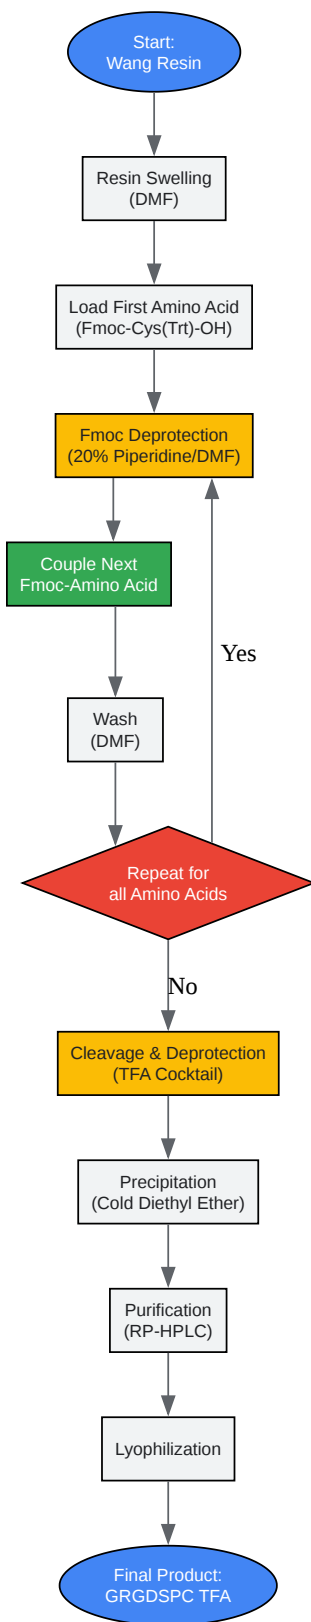 Start:
Wang Resin
Resin Swelling
(DMF)
Load First Amino Acid
(Fmoc-Cys(Trt)-OH)
Fmoc Deprotection
(20% Piperidine/DMF)
Couple Next
Fmoc-Amino Acid
Yes
Wash
(DMF)
Repeat for
all Amino Acids
No
Cleavage & Deprotection
(TFA Cocktail)
Precipitation
(Cold Diethyl Ether)
Purification
(RP-HPLC)
Lyophilization
Final Product:
GRGDSPC TFA